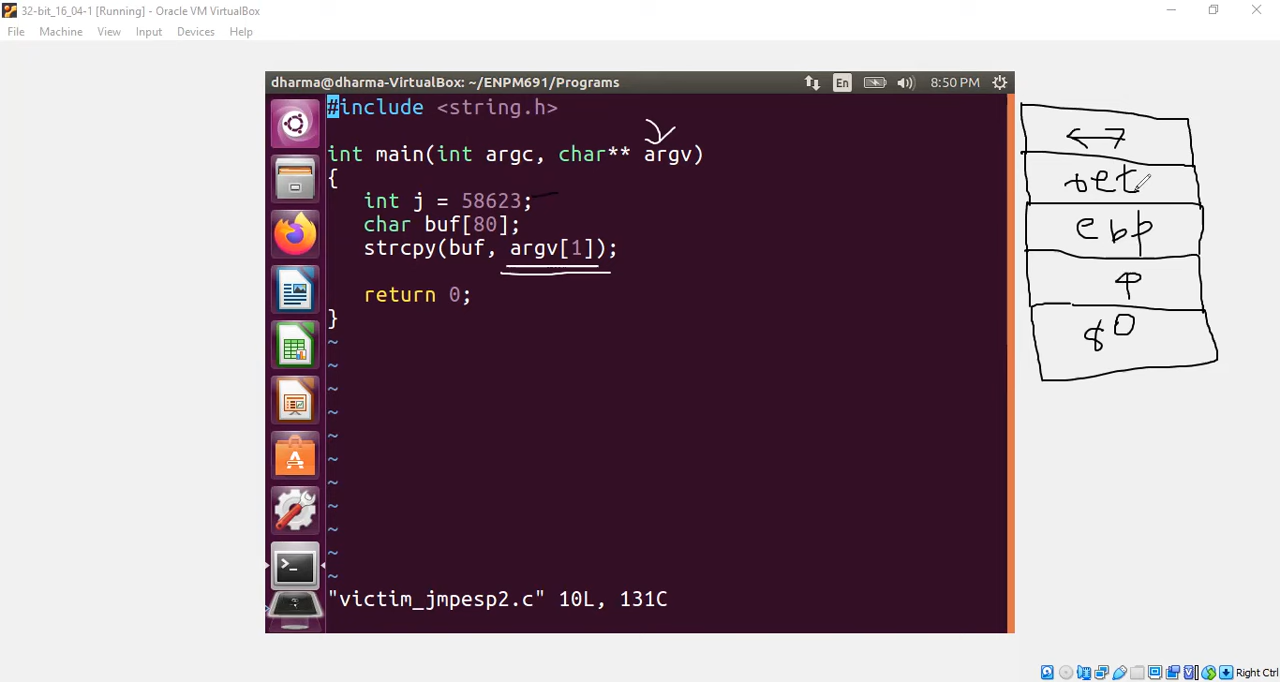 32-bit_16_04-1 [Running] - Oracle VM VirtualBox
File Machine View Input Devices Help
dharma@dharma-VirtualBox: ~/ENPM691/Programs
En
8:50 PM
#include <string.h>
int main(int argc, char** argv)
{
int j = 58623;
char buf[80];
strcpy(buf, argv[1]);
return 0;
}
~
~
~
~
~
~
~
~
~
~
~
"victim_jmpesp2.c" 10L, 131C
ret
ebp
80
Right Ctrl